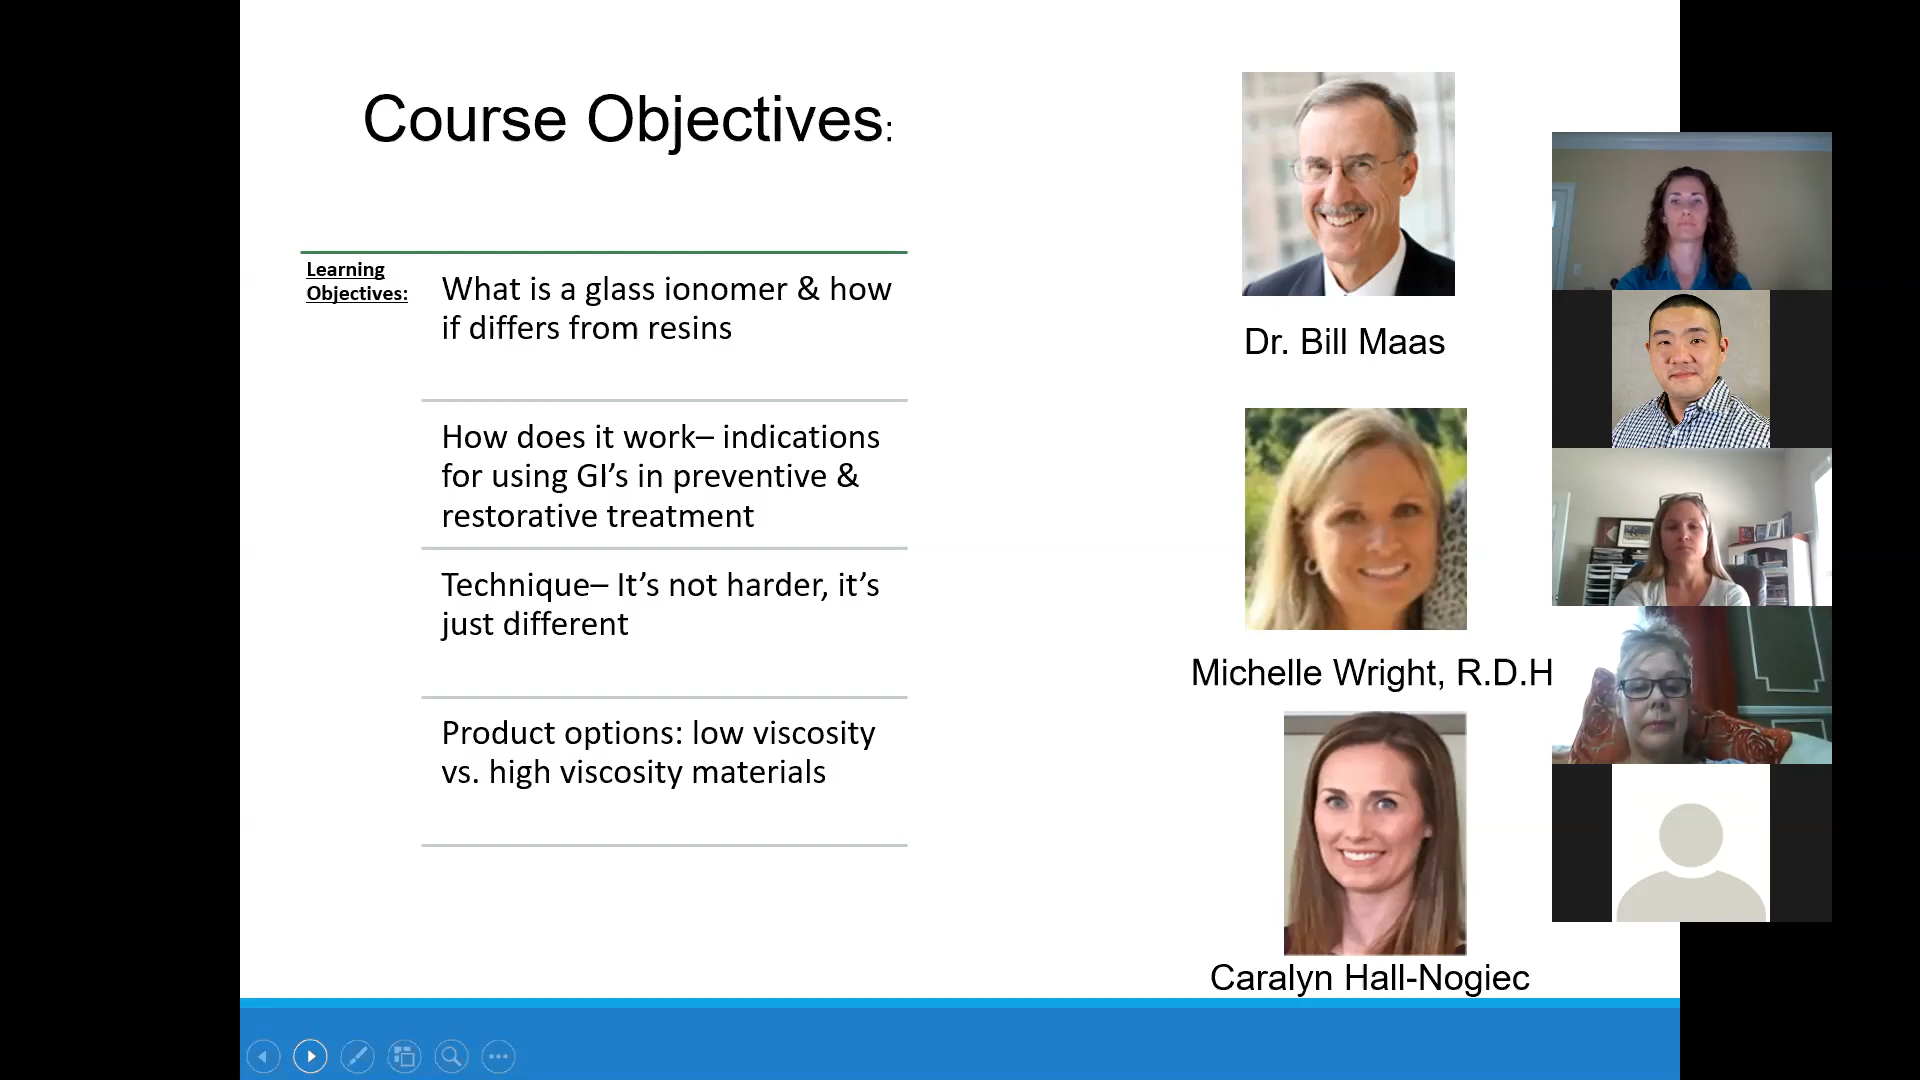 Course Objectives:
Learning
Objectives:
What is a glass ionomer & how
if differs from resins
How does it work– indications
for using GI’s in preventive &
restorative treatment
Technique– It’s not harder, it’s
just different
Product options: low viscosity
vs. high viscosity materials
Dr. Bill Maas
Michelle Wright, R.D.H
Caralyn Hall-Nogiec